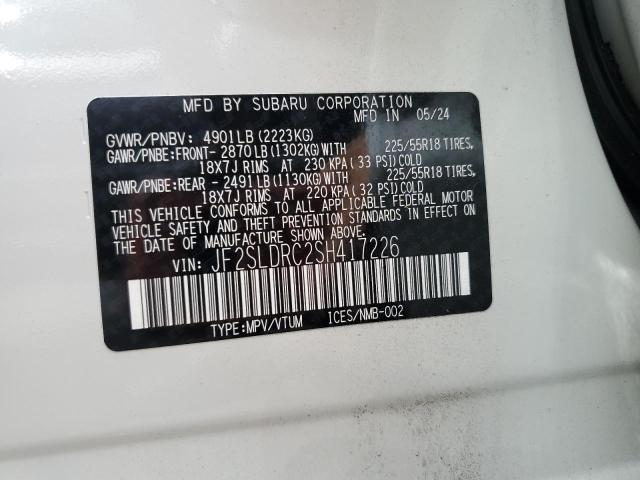 MFD BY SUBARU CORPORATION
MFD IN 05/24
GVWR/PNBV: 4901LB (2223KG)
GAWR/PNBE:FRONT- 2870LB (1302KG) WITH 225/55R18 TIRES,
18X7J RIMS AT 230 KPA ( 33 PSI) COLD
GAWR/PNBE:REAR - 2491LB (1130KG) WITH 225/55R18 TIRES,
18X7J RIMS AT 220 KPA ( 32 PSI) COLD
THIS VEHICLE CONFORMS TO ALL APPLICABLE FEDERAL MOTOR
VEHICLE SAFETY AND THEFT PREVENTION STANDARDS IN EFFECT ON
THE DATE OF MANUFACTURE SHOWN ABOVE.
VIN: JF2SLDRC2SH417226
TYPE:MPV/VTUM ICES/NMB-002